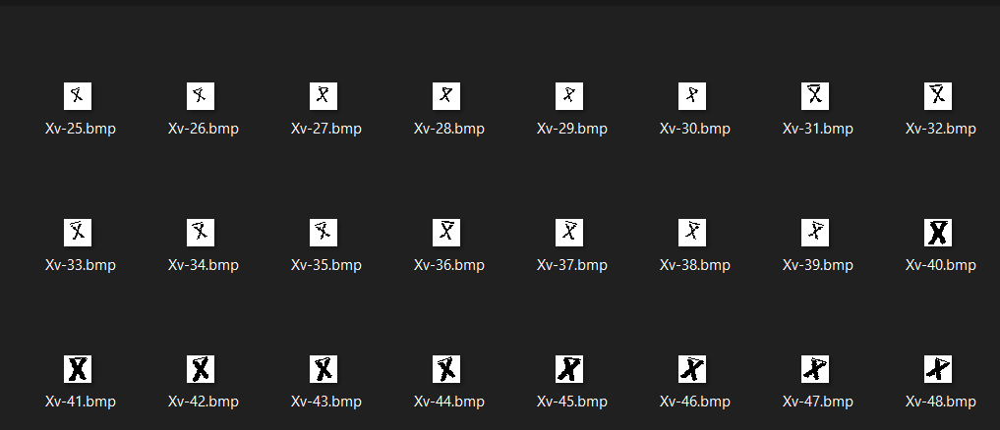 Xv-25.bmp Xv-26.bmp Xv-27.bmp Xv-28.bmp Xv-29.bmp Xv-30.bmp Xv-31.bmp Xv-32.bmp
Xv-33.bmp Xv-34.bmp Xv-35.bmp Xv-36.bmp Xv-37.bmp Xv-38.bmp Xv-39.bmp Xv-40.bmp
Xv-41.bmp Xv-42.bmp Xv-43.bmp Xv-44.bmp Xv-45.bmp Xv-46.bmp Xv-47.bmp Xv-48.bmp